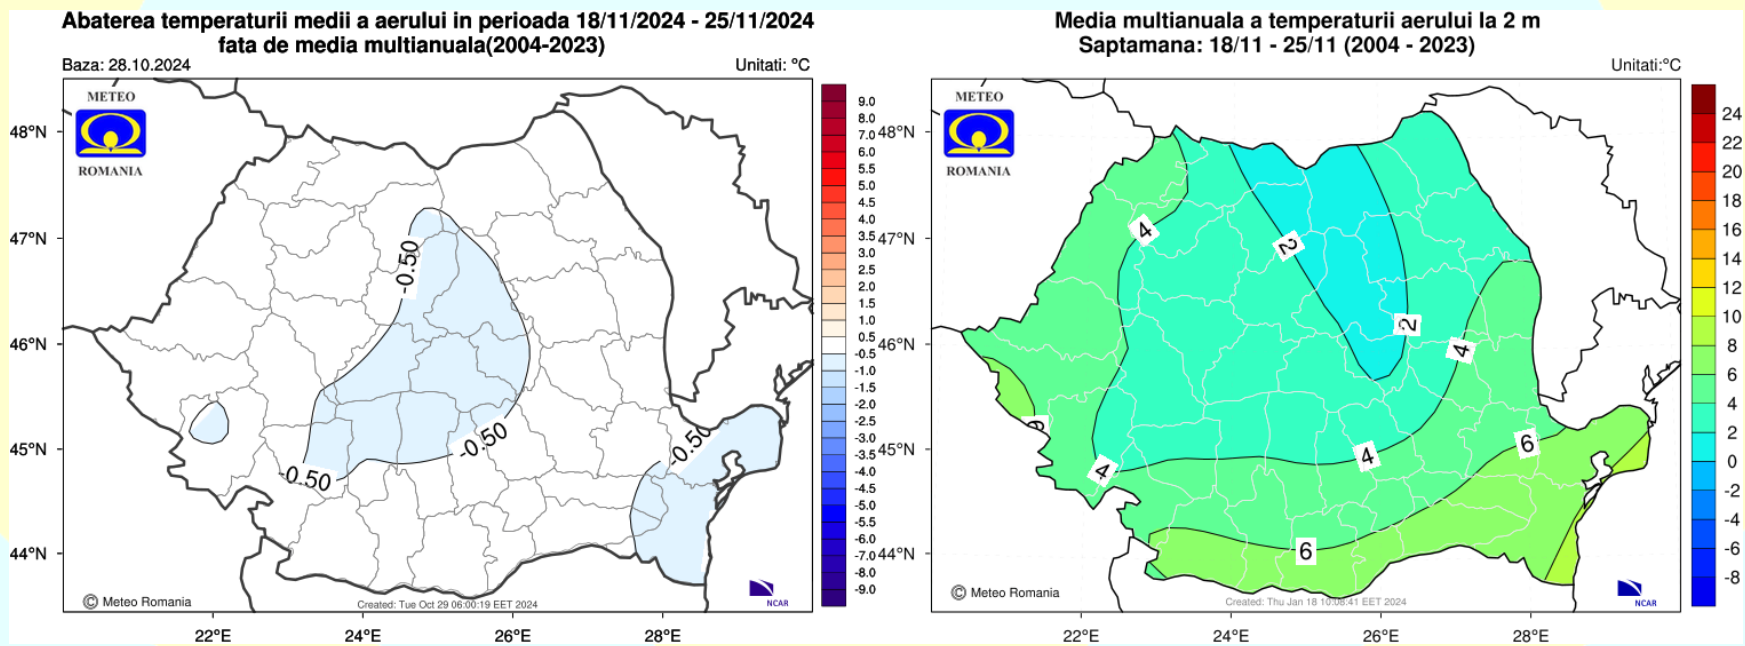 Abaterea temperaturii medii a aerului in perioada 18/11/2024 - 25/11/2024
fata de media multianuala(2004-2023)
Baza: 28.10.2024
Unitati: °C
METEO
ROMANIA
48°N
47°N
46°N
45°N
44°N
22°E
24°E
26°E
28°E
-0.50
-0.50
-0.50
-0.50
9.0
8.0
7.0
6.0
5.5
5.0
4.5
4.0
3.5
3.0
2.5
2.0
1.5
1.0
0.5
-0.5
-1.0
-1.5
-2.0
-2.5
-3.0
-3.5
-4.0
-4.5
-5.0
-5.5
-6.0
-7.0
-8.0
-9.0
© Meteo Romania
Created: Tue Oct 29 06:00:19 EET 2024
NCAR
Media multianuala a temperaturii aerului la 2 m
Saptamana: 18/11 - 25/11 (2004 - 2023)
Unitati:°C
METEO
ROMANIA
48°N
47°N
46°N
45°N
44°N
22°E
24°E
26°E
28°E
4
2
2
4
6
4
4
6
6
24
22
20
18
16
14
12
10
8
6
4
2
0
-2
-4
-6
-8
© Meteo Romania
Created: Thu Jan 18 10:08:41 EET 2024
NCAR